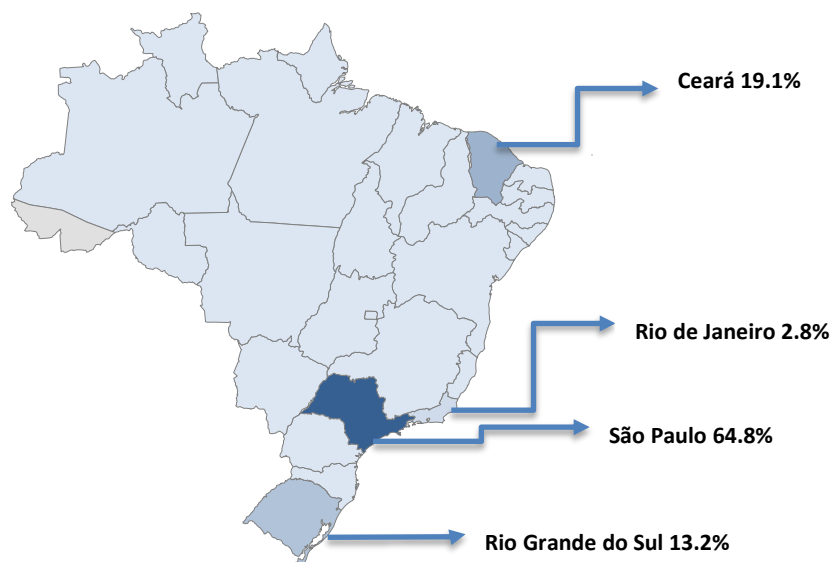 Ceará 19.1%
Rio de Janeiro 2.8%
São Paulo 64.8%
Rio Grande do Sul 13.2%